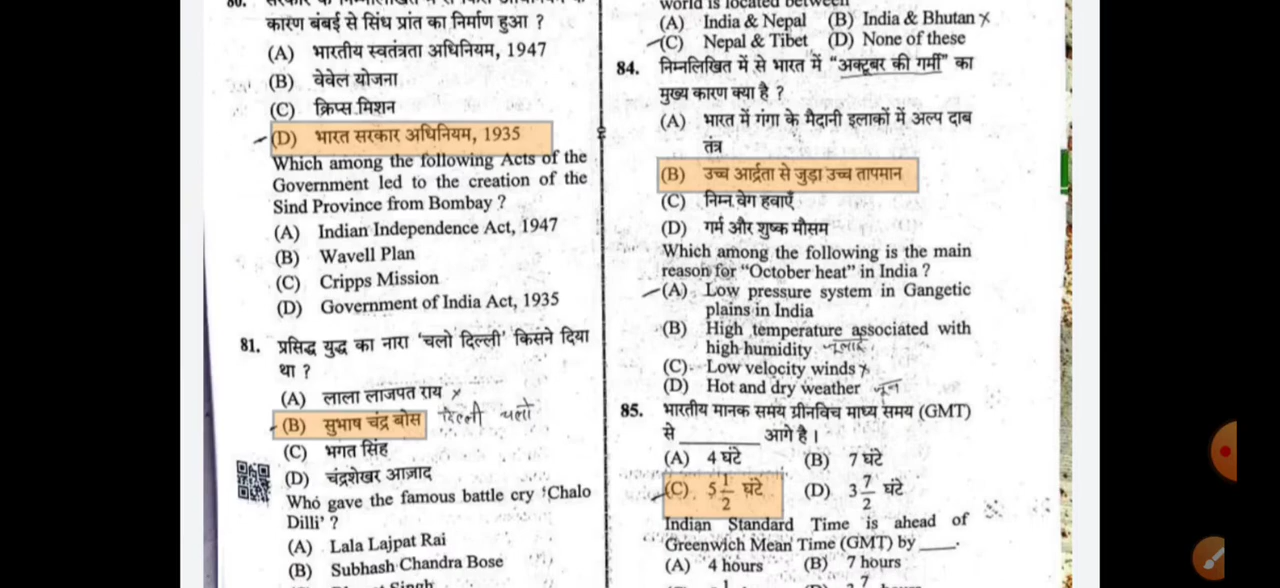 कारण बंबई से सिंध प्रांत का निर्माण हुआ ?
(A) भारतीय स्वतंत्रता अधिनियम, 1947
(B) वेवेल योजना
(C) क्रिप्स मिशन
(D) भारत सरकार अधिनियम, 1935
Which among the following Acts of the
Government led to the creation of the
Sind Province from Bombay ?
(A) Indian Independence Act, 1947
(B) Wavell Plan
(C) Cripps Mission
(D) Government of India Act, 1935
81. प्रसिद्ध युद्ध का नारा 'चलो दिल्ली' किसने दिया
था ?
(A) लाला लाजपत राय x
(B) सुभाष चंद्र बोस दिल्ली चलो
(C) भगत सिंह
(D) चंद्रशेखर आज़ाद
Who gave the famous battle cry 'Chalo
Dilli' ?
(A) Lala Lajpat Rai
(B) Subhash Chandra Bose
world is located between
(A) India & Nepal (B) India & Bhutan x
(C) Nepal & Tibet (D) None of these
84. निम्नलिखित में से भारत में "अक्टूबर की गर्मी" का
मुख्य कारण क्या है ?
(A) भारत में गंगा के मैदानी इलाकों में अल्प दाब
तंत्र
(B) उच्च आर्द्रता से जुड़ा उच्च तापमान
(C) निम्न वेग हवाएँ
(D) गर्म और शुष्क मौसम
Which among the following is the main
reason for "October heat" in India ?
(A) Low pressure system in Gangetic
plains in India
(B) High temperature associated with
high humidity
(C) Low velocity winds x
(D) Hot and dry weather जून
85. भारतीय मानक समय ग्रीनविच माध्य समय (GMT)
से ______ आगे है।
(A) 4 घंटे (B) 7 घंटे
(C) 5 1/2 घंटे (D) 3 7/2 घंटे
Indian Standard Time is ahead of
Greenwich Mean Time (GMT) by ____.
(A) 4 hours (B) 7 hours